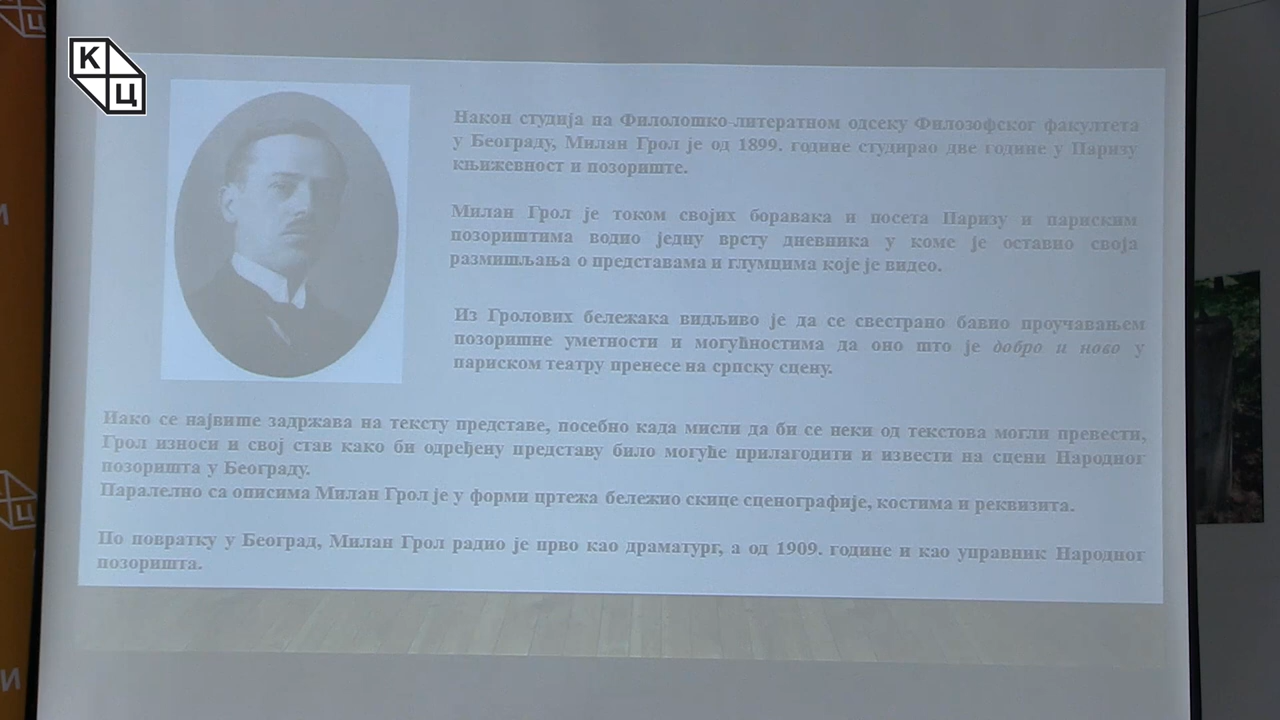 К
Ц
Након студија на Филолошко-литератном одсеку Филозофског факултета
у Београду, Милан Грол је од 1899. године студирао две године у Паризу
књижевност и позориште.
Милан Грол је током својих боравака и посета Паризу и париским
позориштима водио једну врсту дневника у коме је оставио своја
размишљања о представама и глумцима које је видео.
Из Гролових бележака видљиво је да се свестрано бавио проучавањем
позоришне уметности и могућностима да оно што је добро и ново у
париском театру пренесе на српску сцену.
Иако се највише задржава на тексту представе, посебно када мисли да би се неки од текстова могли превести,
Грол износи и свој став како би одређену представу било могуће прилагодити и извести на сцени Народног
позоришта у Београду.
Паралелно са описима Милан Грол је у форми цртежа бележио скице сценографије, костима и реквизита.
По повратку у Београд, Милан Грол радио је прво као драматург, а од 1909. године и као управник Народног
позоришта.